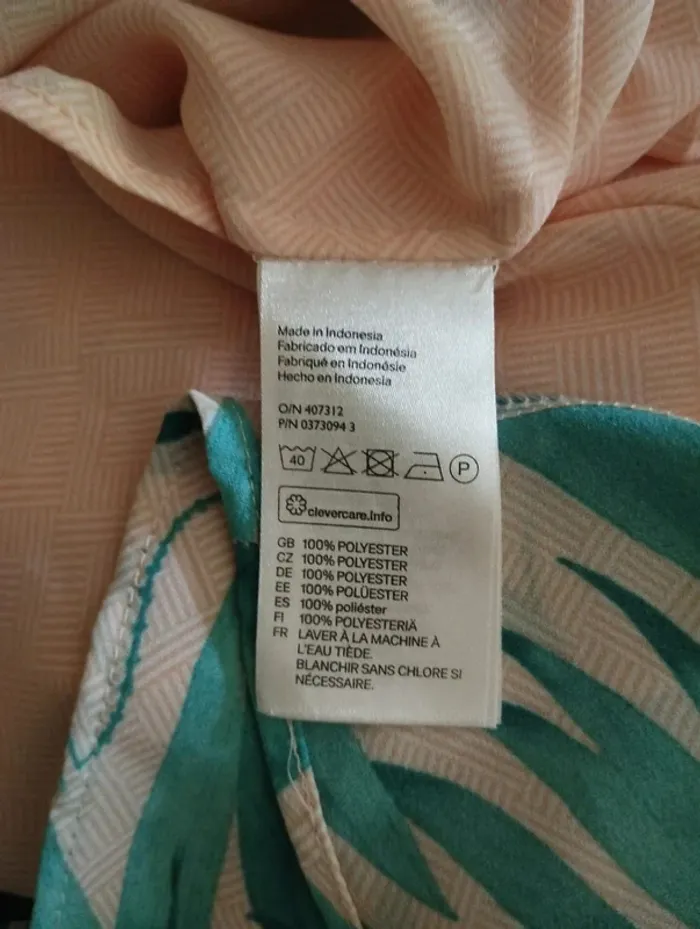 Made in Indonesia
Fabricado em Indonésia
Fabriqué en Indonésie
Hecho en Indonesia
O/N 407312
P/N 0373094 3
40
P
clevercare.info
GB 100% POLYESTER
CZ 100% POLYESTER
DE 100% POLYESTER
EE 100% POLÜESTER
ES 100% poliéster
FI 100% POLYESTERIÄ
FR LAVER À LA MACHINE À
L'EAU TIÈDE.
BLANCHIR SANS CHLORE SI
NÉCESSAIRE.